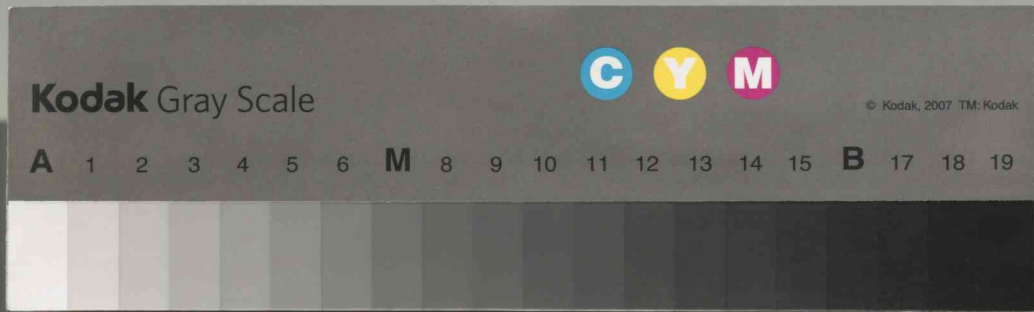 C Y M
Kodak Gray Scale
© Kodak, 2007 TM: Kodak
A 1 2 3 4 5 6 M 8 9 10 11 12 13 14 15 B 17 18 19